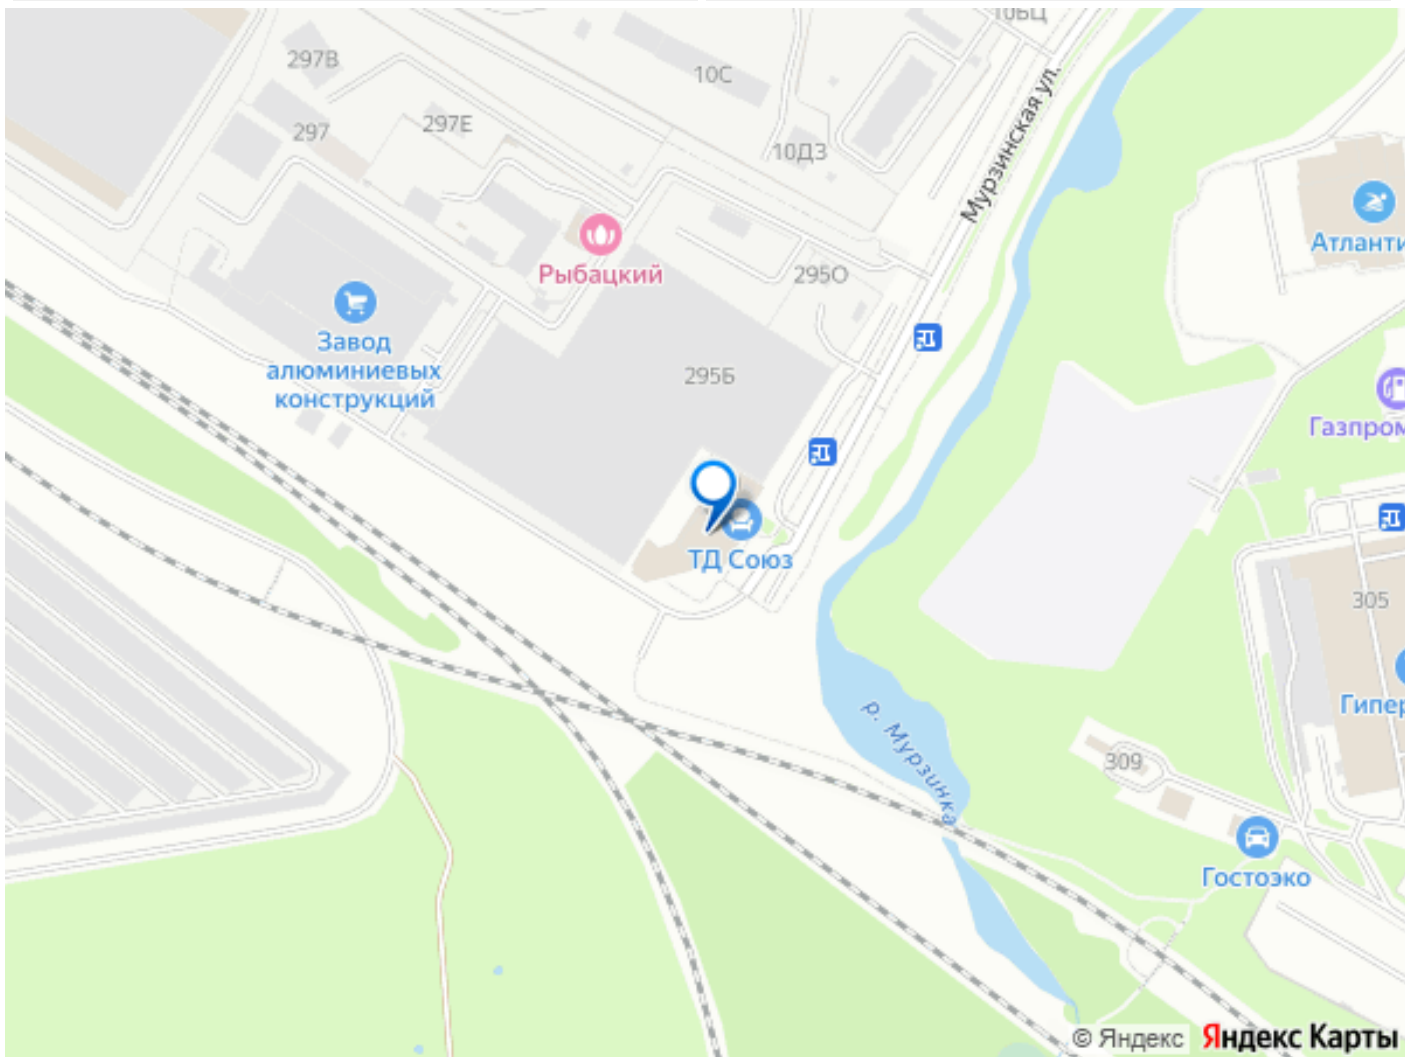 10БЦ
297В
10С
Мурзинская ул.
297Е
297
10ДЗ
Рыбацкий
295О
Завод
алюминиевых
конструкций
295Б
ТД Союз
р. Мурзинка
309
305
Гостоэко
Атланти
Газпром
Гипер
© Яндекс
Яндекс Карты